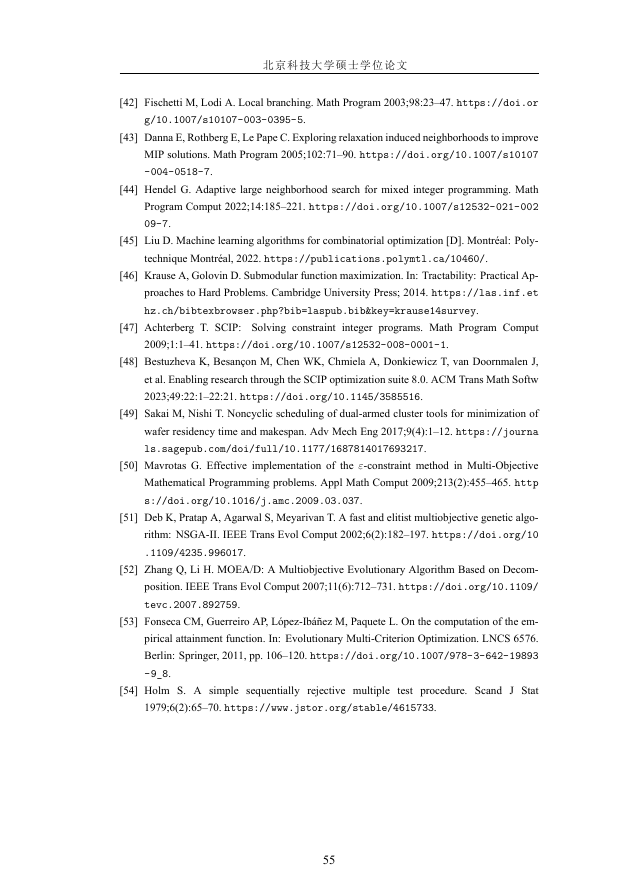 北京科技大学硕士学位论文
[42] Fischetti M, Lodi A. Local branching. Math Program 2003;98:23–47. https://doi.or
g/10.1007/s10107-003-0395-5.
[43] Danna E, Rothberg E, Le Pape C. Exploring relaxation induced neighborhoods to improve
MIP solutions. Math Program 2005;102:71–90. https://doi.org/10.1007/s10107
-004-0518-7.
[44] Hendel G. Adaptive large neighborhood search for mixed integer programming. Math
Program Comput 2022;14:185–221. https://doi.org/10.1007/s12532-021-002
09-7.
[45] Liu D. Machine learning algorithms for combinatorial optimization [D]. Montréal: Poly-
technique Montréal, 2022. https://publications.polymtl.ca/10460/.
[46] Krause A, Golovin D. Submodular function maximization. In: Tractability: Practical Ap-
proaches to Hard Problems. Cambridge University Press; 2014. https://las.inf.et
hz.ch/bibtexbrowser.php?bib=laspub.bib&key=krause14survey.
[47] Achterberg T. SCIP: Solving constraint integer programs. Math Program Comput
2009;1:1–41. https://doi.org/10.1007/s12532-008-0001-1.
[48] Bestuzheva K, Besançon M, Chen WK, Chmiela A, Donkiewicz T, van Doornmalen J,
et al. Enabling research through the SCIP optimization suite 8.0. ACM Trans Math Softw
2023;49:22:1–22:21. https://doi.org/10.1145/3585516.
[49] Sakai M, Nishi T. Noncyclic scheduling of dual-armed cluster tools for minimization of
wafer residency time and makespan. Adv Mech Eng 2017;9(4):1–12. https://journa
ls.sagepub.com/doi/full/10.1177/1687814017693217.
[50] Mavrotas G. Effective implementation of the ε-constraint method in Multi-Objective
Mathematical Programming problems. Appl Math Comput 2009;213(2):455–465. http
s://doi.org/10.1016/j.amc.2009.03.037.
[51] Deb K, Pratap A, Agarwal S, Meyarivan T. A fast and elitist multiobjective genetic algo-
rithm: NSGA-II. IEEE Trans Evol Comput 2002;6(2):182–197. https://doi.org/10
.1109/4235.996017.
[52] Zhang Q, Li H. MOEA/D: A Multiobjective Evolutionary Algorithm Based on Decom-
position. IEEE Trans Evol Comput 2007;11(6):712–731. https://doi.org/10.1109/
tevc.2007.892759.
[53] Fonseca CM, Guerreiro AP, López-Ibáñez M, Paquete L. On the computation of the em-
pirical attainment function. In: Evolutionary Multi-Criterion Optimization. LNCS 6576.
Berlin: Springer, 2011, pp. 106–120. https://doi.org/10.1007/978-3-642-19893
-9_8.
[54] Holm S. A simple sequentially rejective multiple test procedure. Scand J Stat
1979;6(2):65–70. https://www.jstor.org/stable/4615733.
55